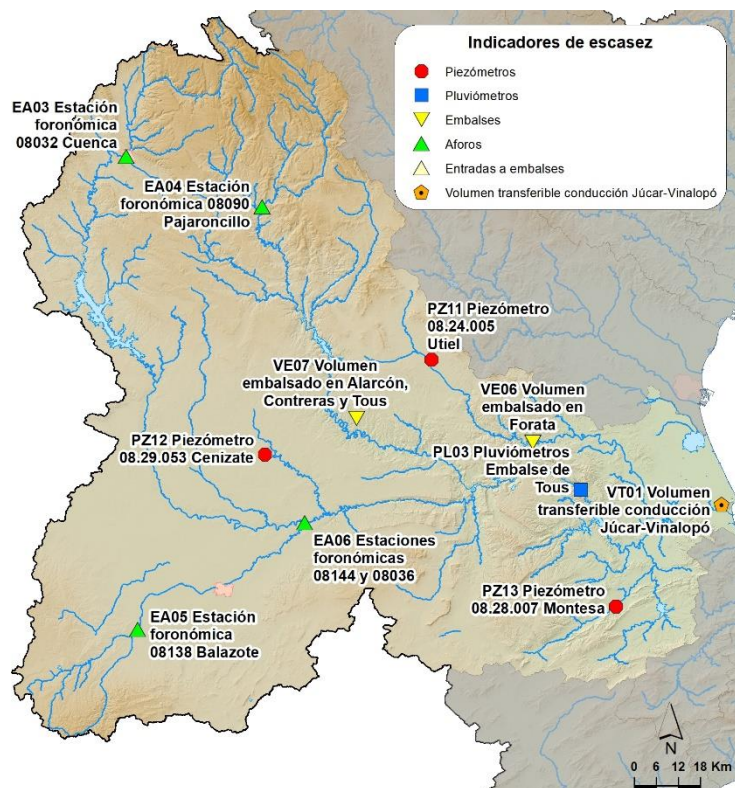 Indicadores de escasez
Piezómetros
Pluviómetros
Embalses
Aforos
Entradas a embalses
Volumen transferible conducción Júcar-Vinalopó
EA03 Estación
foronómica
08032 Cuenca
EA04 Estación
foronómica 08090
Pajaroncillo
PZ11 Piezómetro
08.24.005
Utiel
VE07 Volumen
embalsado en Alarcón,
Contreras y Tous
VE06 Volumen
embalsado en
Forata
PZ12 Piezómetro
08.29.053 Cenizate
PL03 Pluviómetros
Embalse de
Tous
VT01 Volumen
transferible conducción
Júcar-Vinalopó
EA06 Estaciones
foronómicas
08144 y 08036
PZ13 Piezómetro
08.28.007 Montesa
EA05 Estación
foronómica
08138 Balazote
N
0 6 12 18 Km